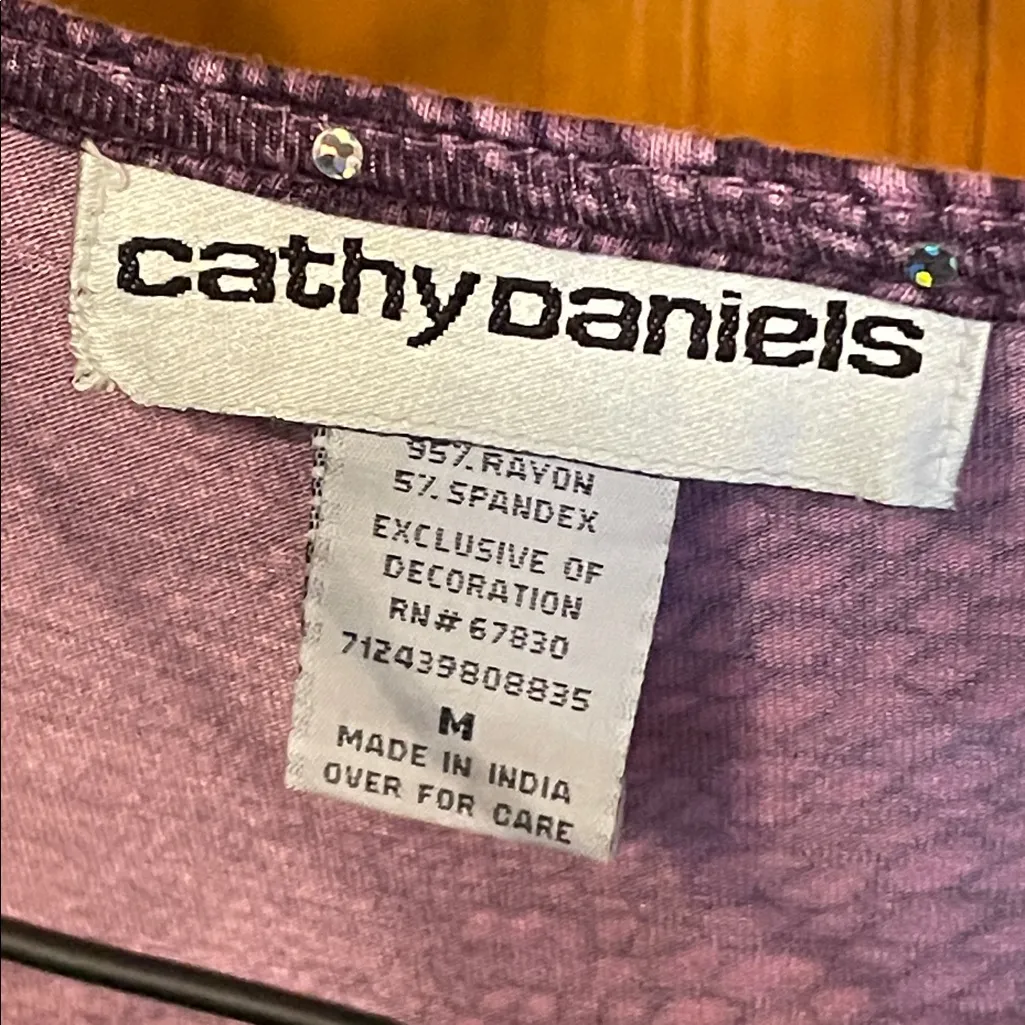 cathy Daniels
95% RAYON
5% SPANDEX
EXCLUSIVE OF
DECORATION
RN# 67830
712439808835
M
MADE IN INDIA
OVER FOR CARE